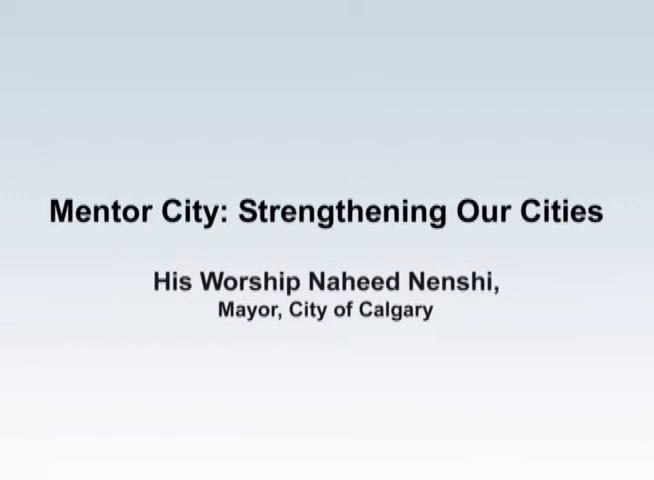 Mentor City: Strengthening Our Cities
His Worship Naheed Nenshi,
Mayor, City of Calgary